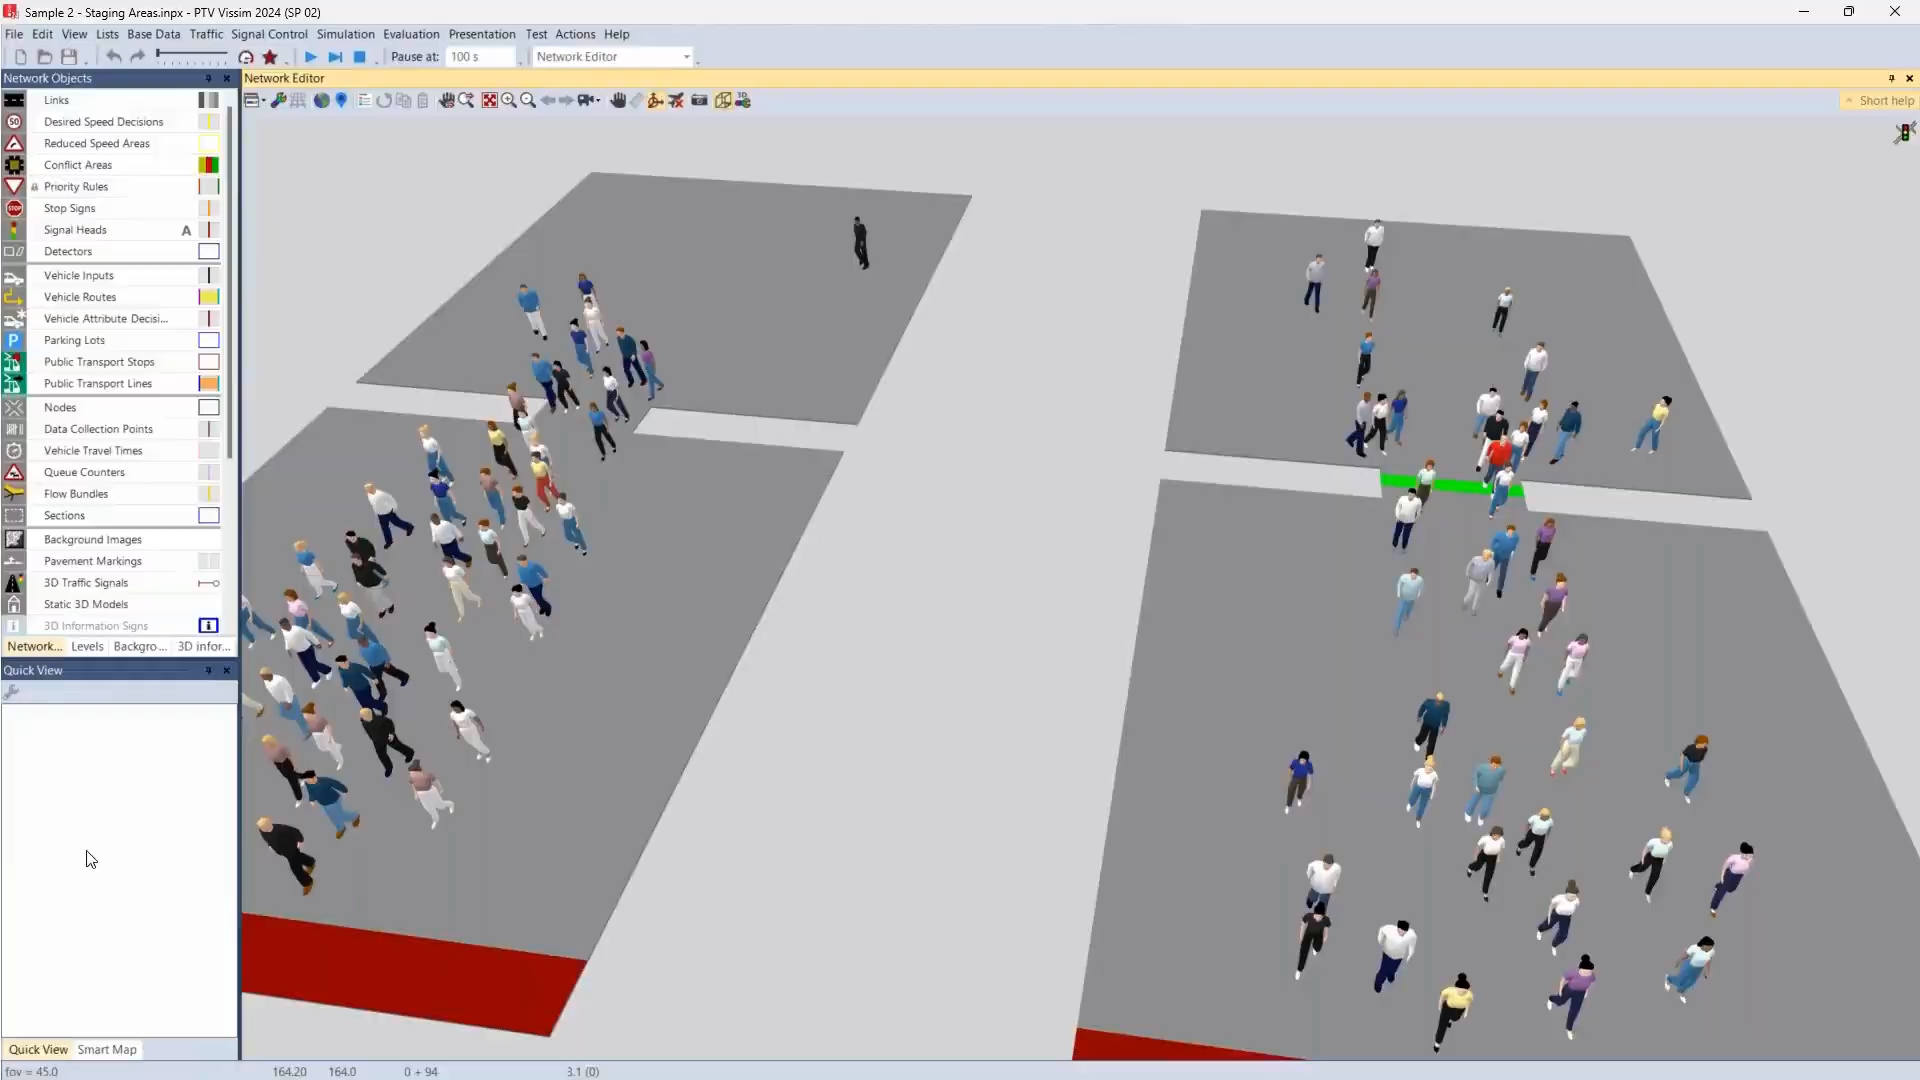 Sample 2 - Staging Areas.inpx - PTV Vissim 2024 (SP 02)
File Edit View Lists Base Data Traffic Signal Control Simulation Evaluation Presentation Test Actions Help
Pause at: 100 s Network Editor
Network Objects
Network Editor
Short help
Links
50 Desired Speed Decisions
Reduced Speed Areas
Conflict Areas
Priority Rules
STOP Stop Signs
Signal Heads A
Detectors
Vehicle Inputs
Vehicle Routes
Vehicle Attribute Decisi...
P Parking Lots
Public Transport Stops
Public Transport Lines
Nodes
Data Collection Points
Vehicle Travel Times
Queue Counters
Flow Bundles
Sections
Background Images
Pavement Markings
3D Traffic Signals
Static 3D Models
3D Information Signs
Network... Levels Backgro... 3D infor...
Quick View
Quick View Smart Map
fov = 45.0 164.20 164.0 0 + 94 3.1 (0)